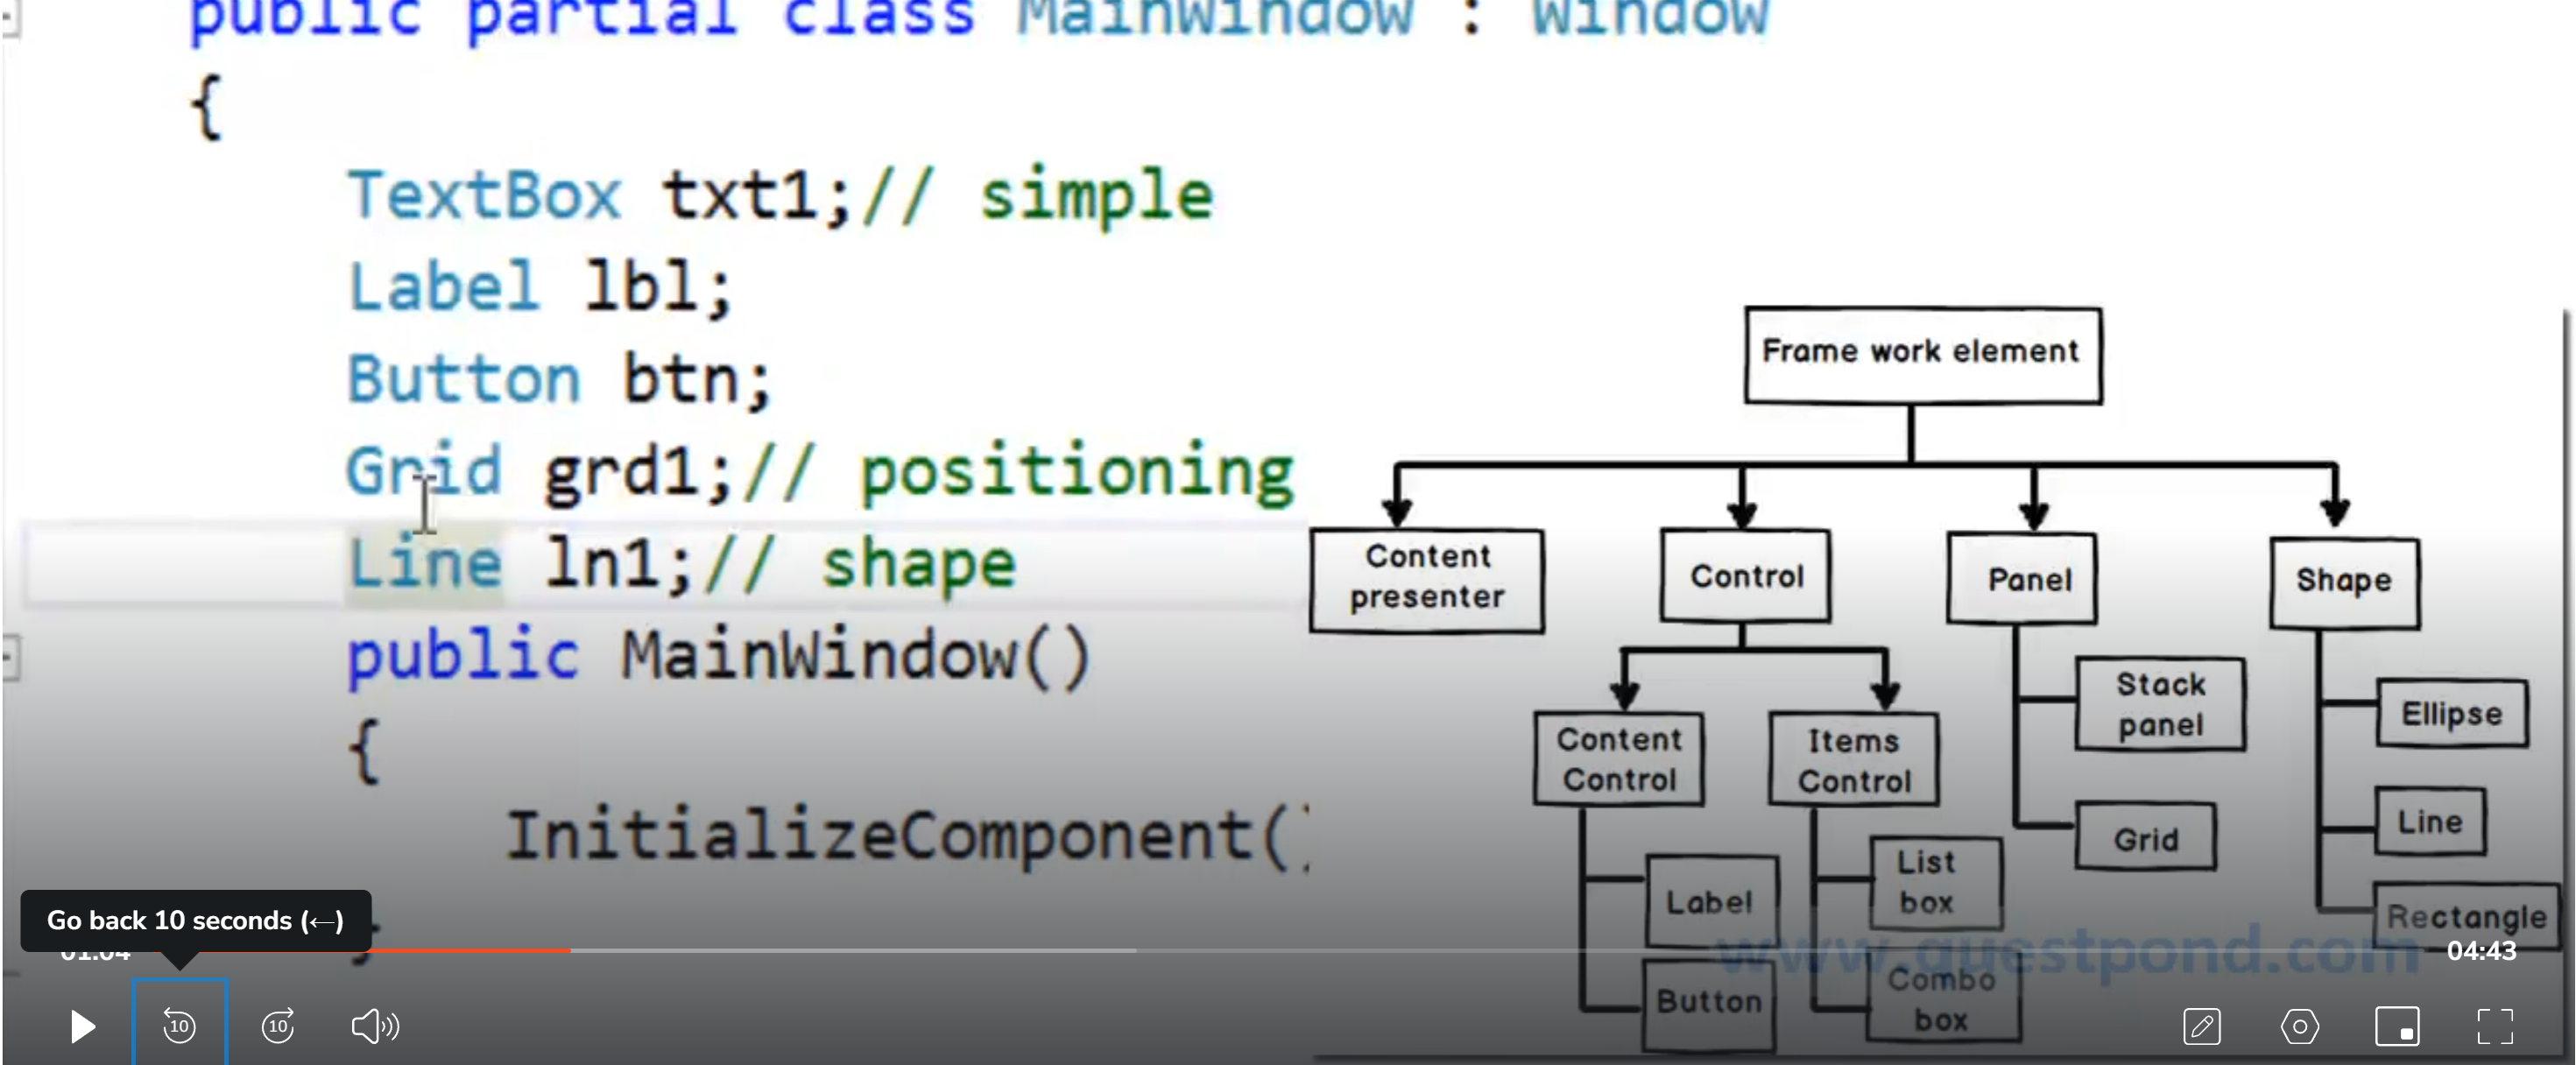 public partial class MainWindow : Window
{
TextBox txt1;// simple
Label lbl;
Button btn;
Grid grd1;// positioning
Line ln1;// shape
public MainWindow()
{
InitializeComponent()
}
Frame work element
Content
presenter
Control
Panel
Shape
Content
Control
Items
Control
Stack
panel
Grid
Ellipse
Line
Rectangle
Label
Button
List
box
Combo
box
www.questpond.com
Go back 10 seconds (←)
01:04
04:43
10
10